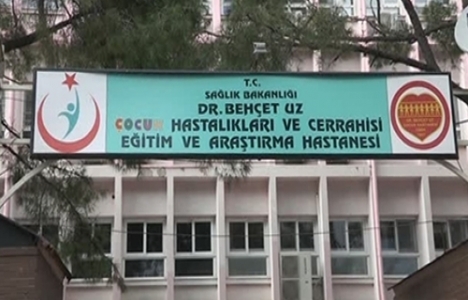 T.C.
SAĞLIK BAKANLIĞI
DR.BEHÇET UZ
ÇOCUK HASTALIKLARI VE CERRAHİSİ
EĞİTİM VE ARAŞTIRMA HASTANESİ